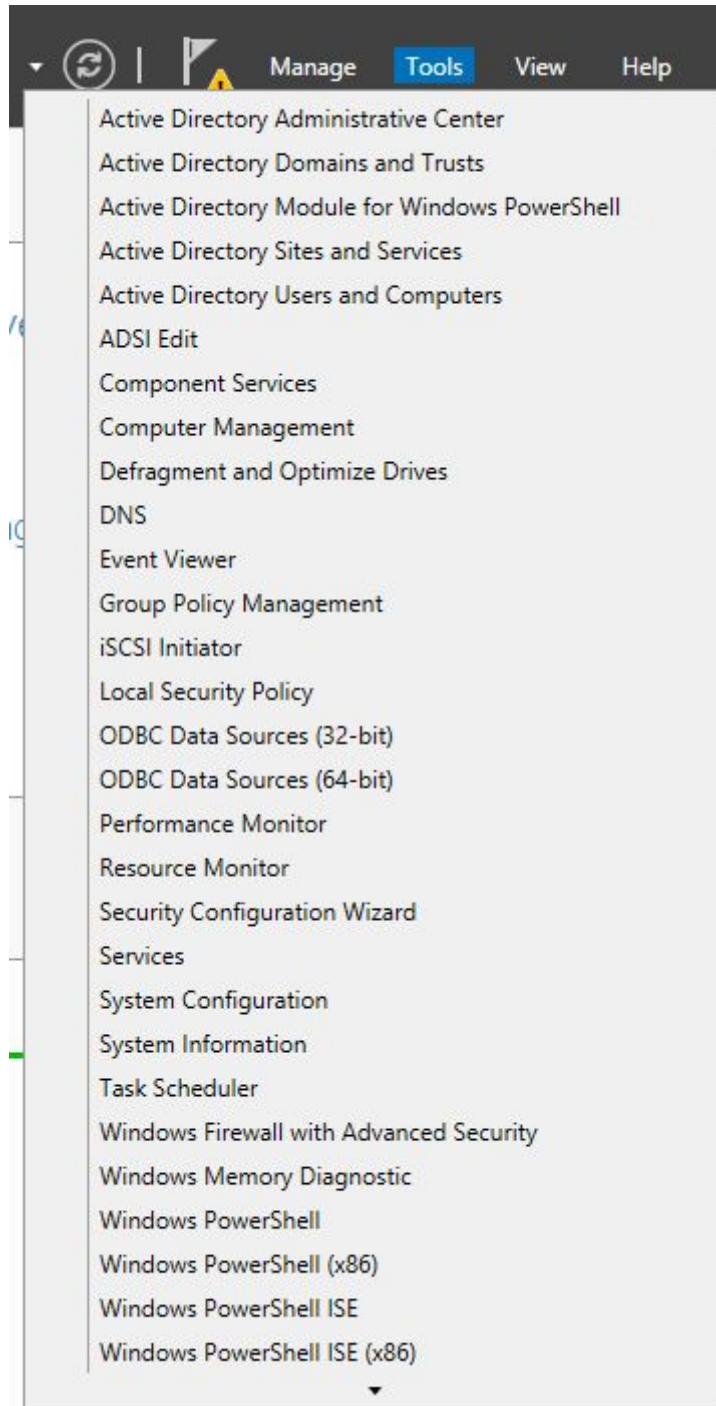 Manage Tools View Help
Active Directory Administrative Center
Active Directory Domains and Trusts
Active Directory Module for Windows PowerShell
Active Directory Sites and Services
Active Directory Users and Computers
ADSI Edit
Component Services
Computer Management
Defragment and Optimize Drives
DNS
Event Viewer
Group Policy Management
iSCSI Initiator
Local Security Policy
ODBC Data Sources (32-bit)
ODBC Data Sources (64-bit)
Performance Monitor
Resource Monitor
Security Configuration Wizard
Services
System Configuration
System Information
Task Scheduler
Windows Firewall with Advanced Security
Windows Memory Diagnostic
Windows PowerShell
Windows PowerShell (x86)
Windows PowerShell ISE
Windows PowerShell ISE (x86)